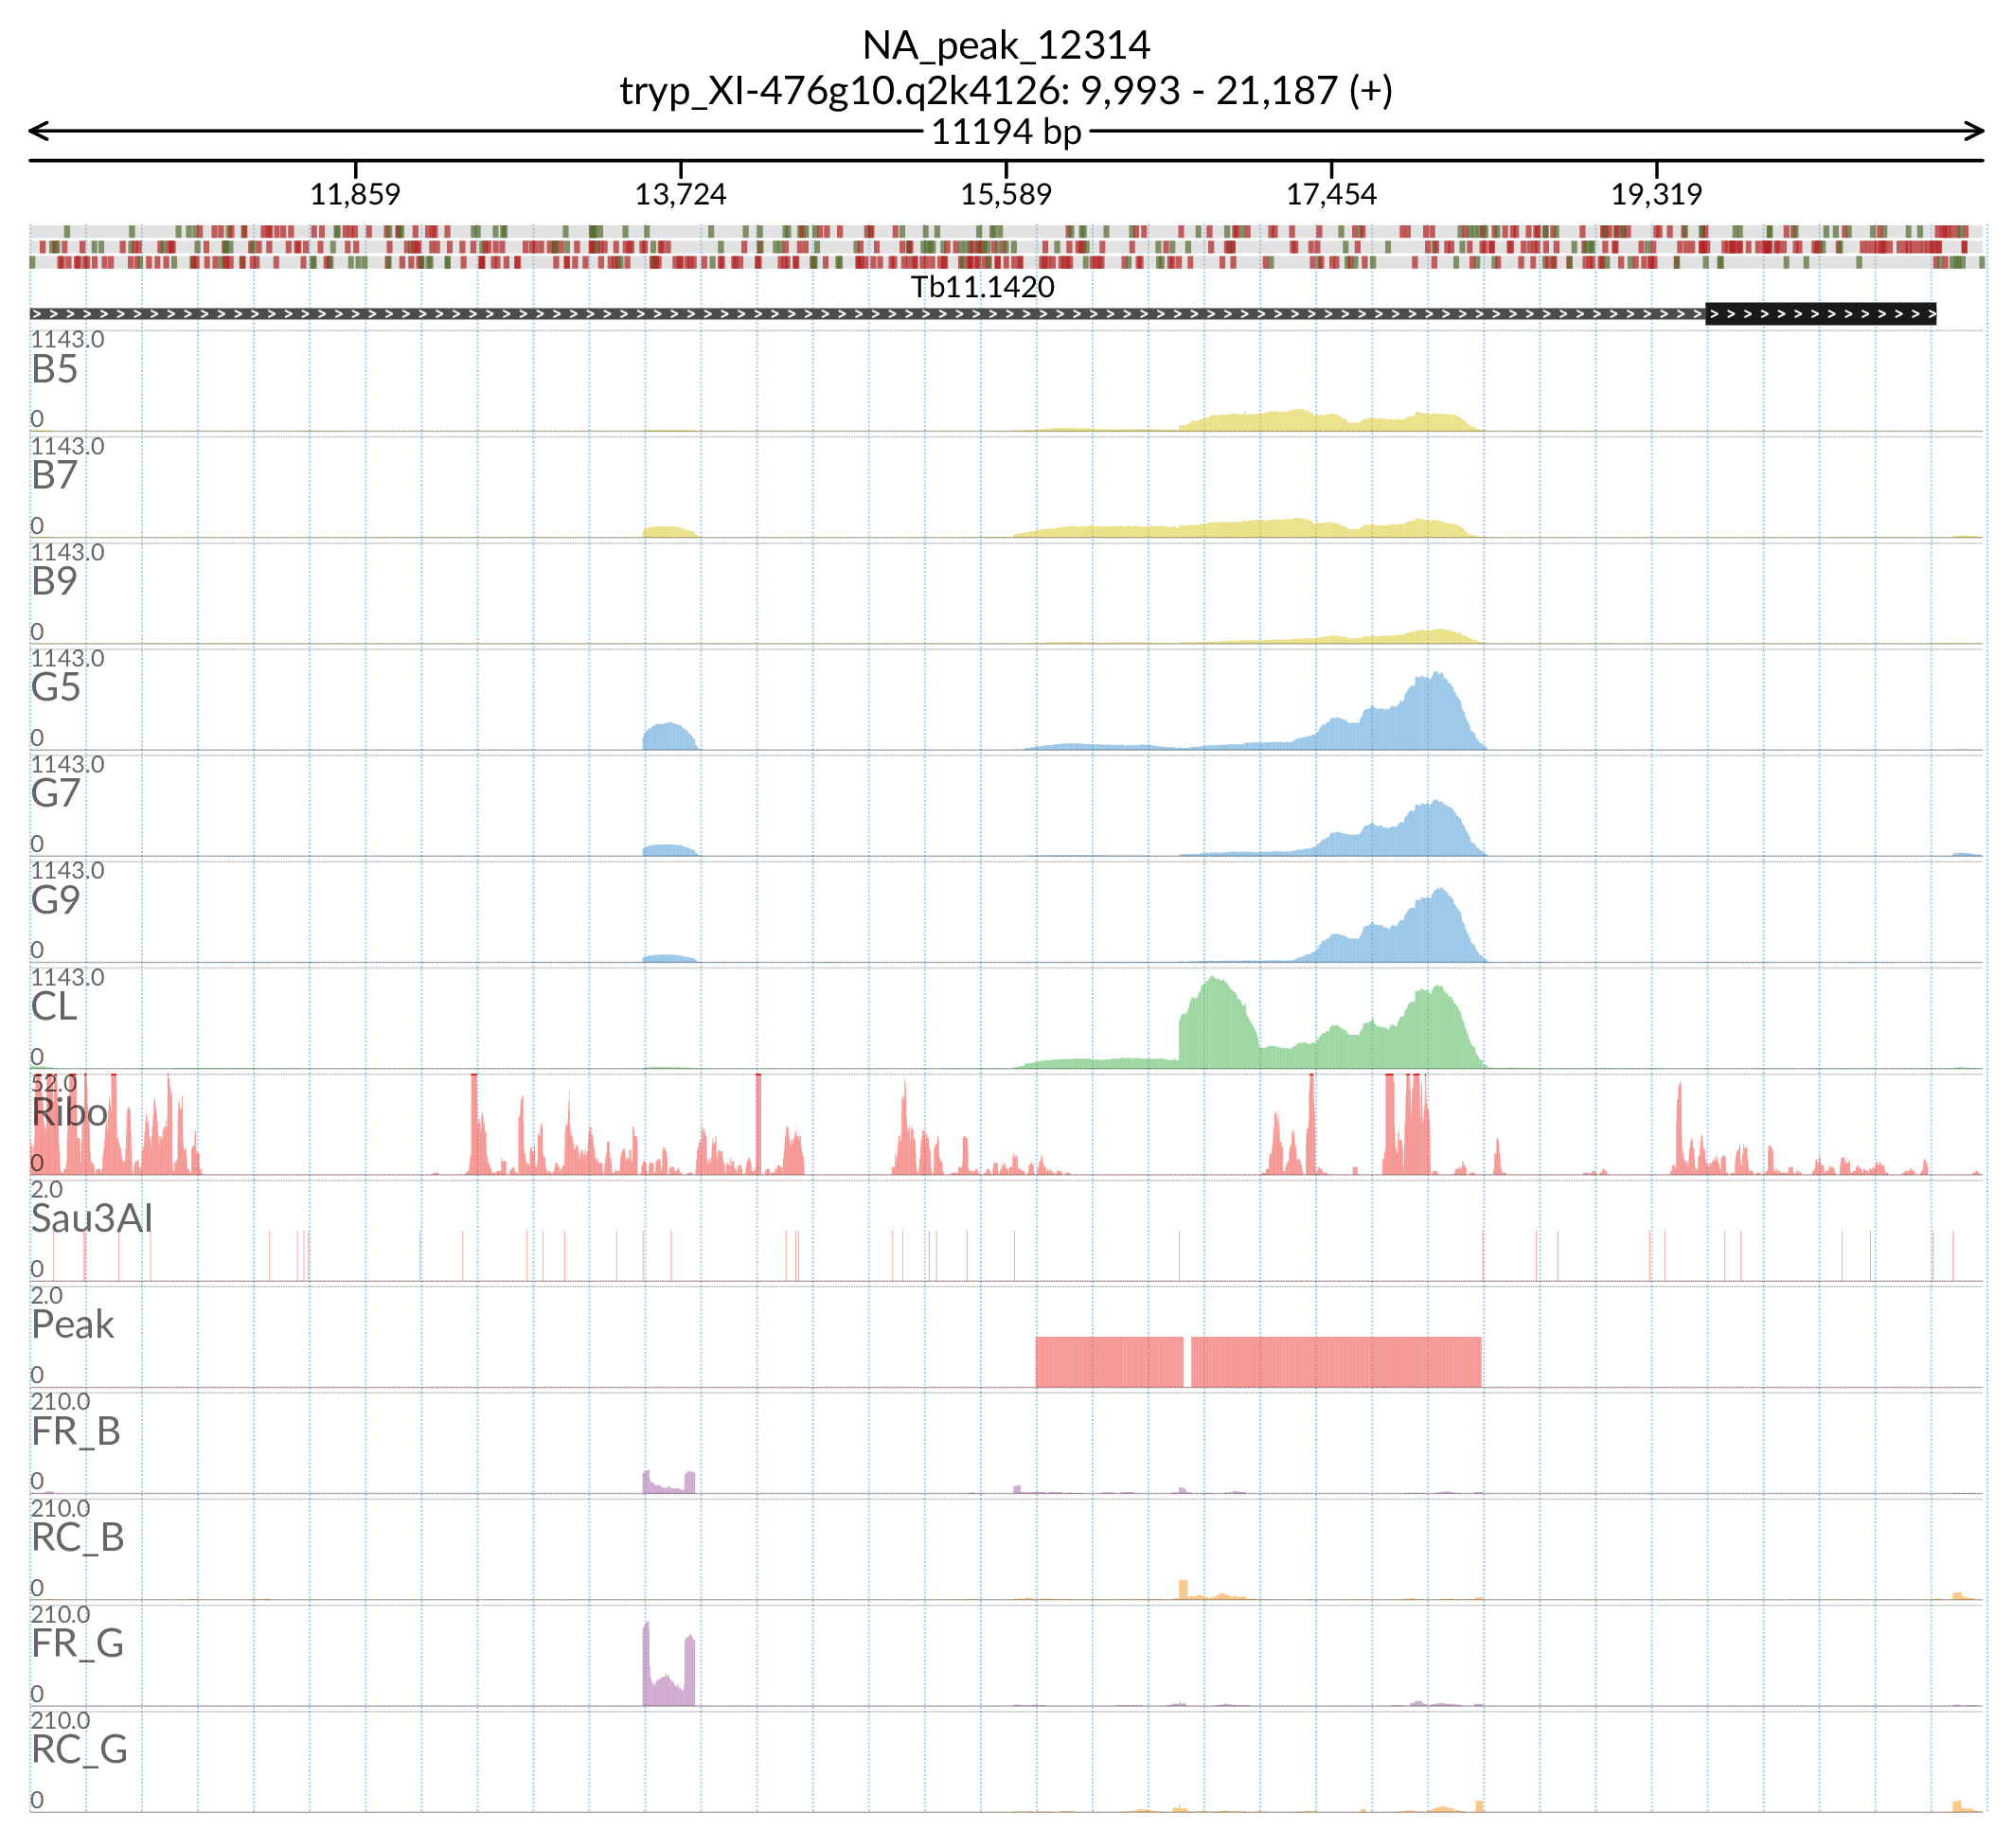 NA_peak_12314
tryp_XI-476g10.q2k4126: 9,993 - 21,187 (+)
11194 bp
11,859 13,724 15,589 17,454 19,319
Tb11.1420
1143.0
B5
0
1143.0
B7
0
1143.0
B9
0
1143.0
G5
0
1143.0
G7
0
1143.0
G9
0
1143.0
CL
0
52.0
Ribo
0
2.0
Sau3AI
0
2.0
Peak
0
210.0
FR_B
0
210.0
RC_B
0
210.0
FR_G
0
210.0
RC_G
0